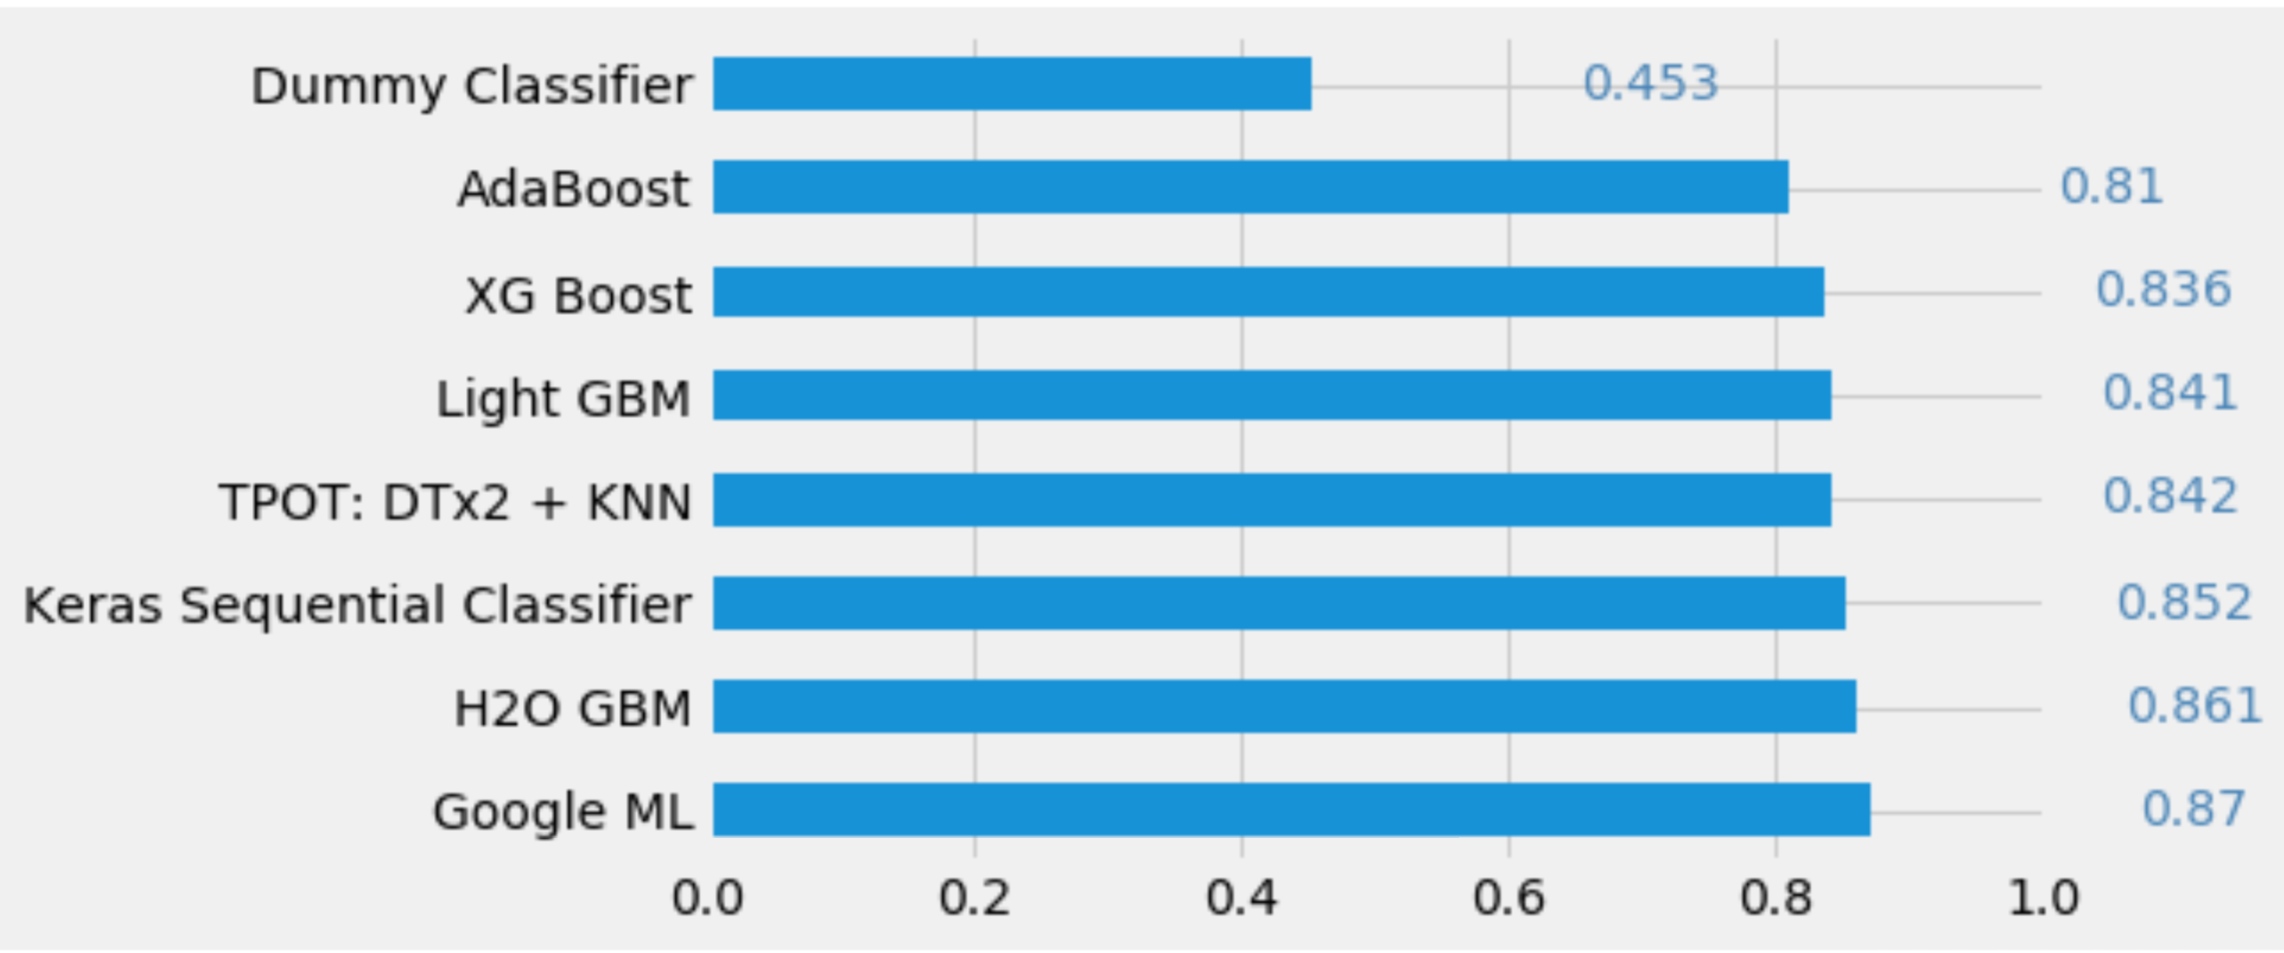 Dummy Classifier 0.453
AdaBoost 0.81
XG Boost 0.836
Light GBM 0.841
TPOT: DTx2 + KNN 0.842
Keras Sequential Classifier 0.852
H2O GBM 0.861
Google ML 0.87
0.0 0.2 0.4 0.6 0.8 1.0